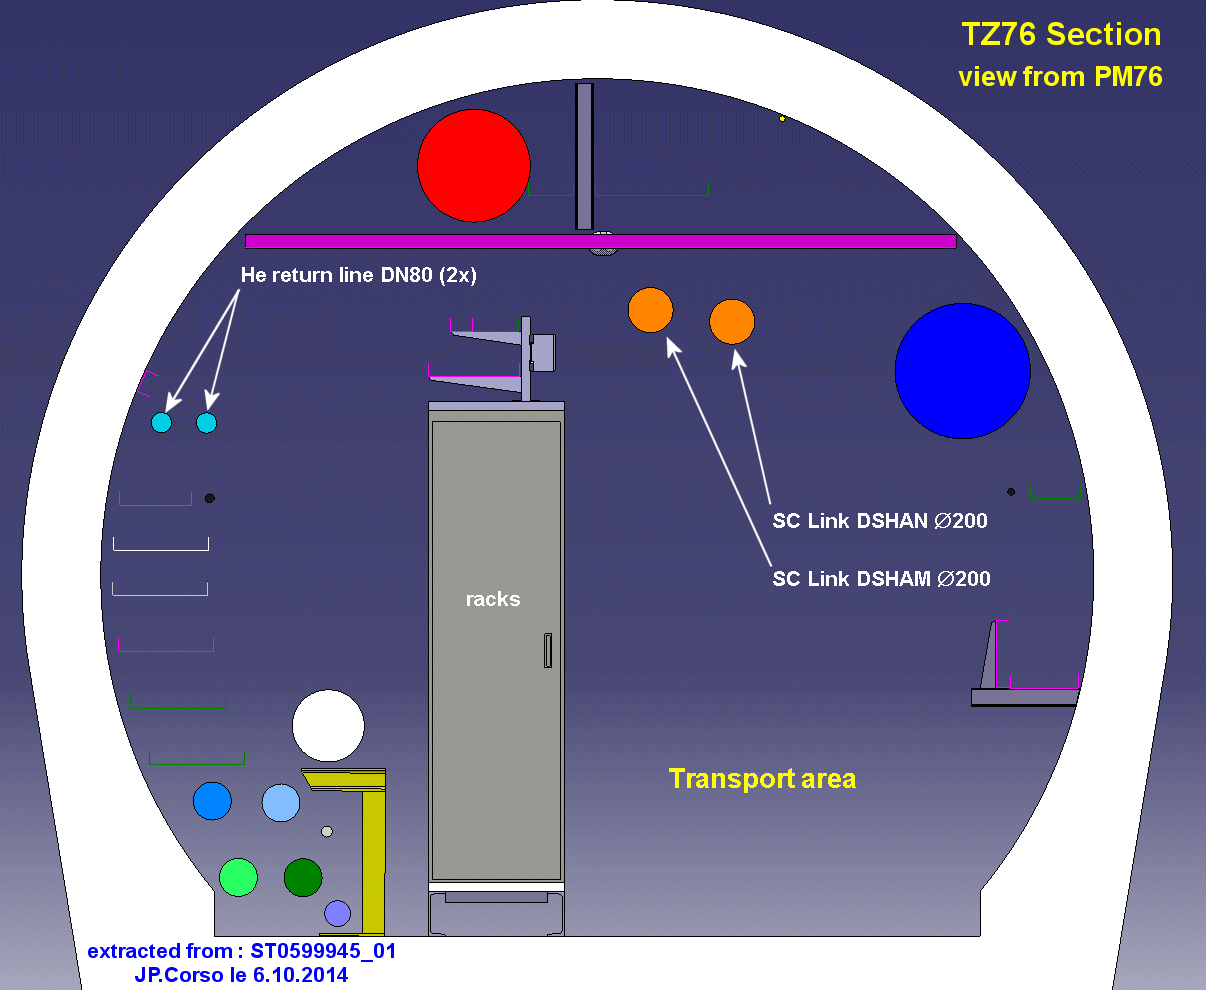 TZ76 Section
view from PM76
He return line DN80 (2x)
SC Link DSHAN ∅200
SC Link DSHAM ∅200
racks
Transport area
extracted from : ST0599945_01
JP.Corso le 6.10.2014